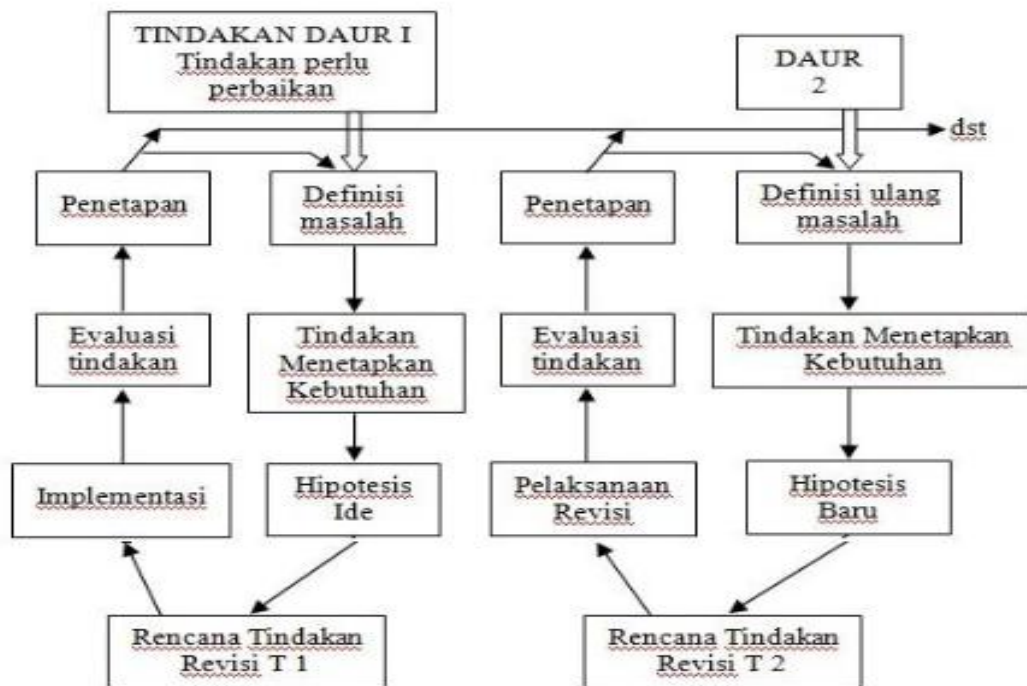 TINDAKAN DAUR I
Tindakan perlu
perbaikan
DAUR
2
dst
Penetapan
Definisi
masalah
Penetapan
Definisi ulang
masalah
Evaluasi
tindakan
Tindakan
Menetapkan
Kebutuhan
Evaluasi
tindakan
Tindakan Menetapkan
Kebutuhan
Implementasi
Hipotesis
Ide
Pelaksanaan
Revisi
Hipotesis
Baru
Rencana Tindakan
Revisi T 1
Rencana Tindakan
Revisi T 2